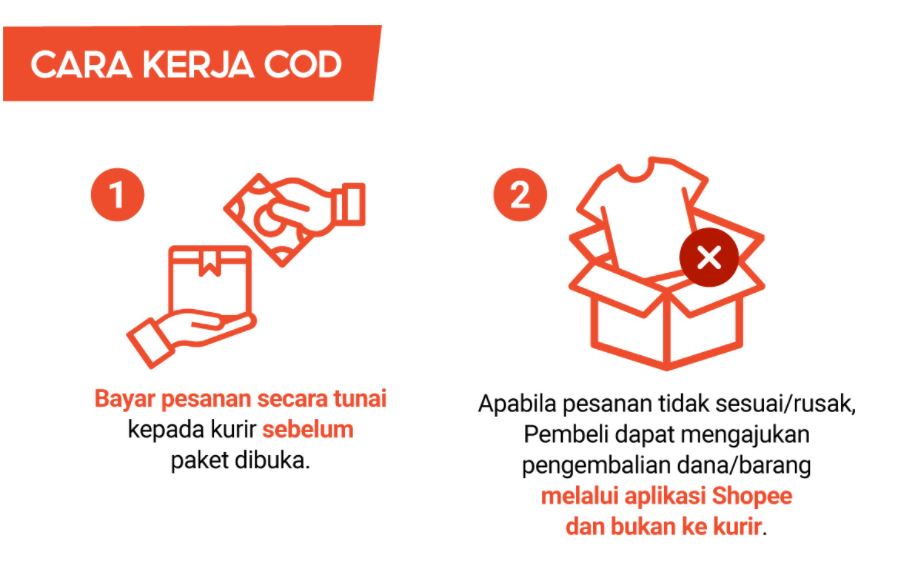 CARA KERJA COD
1
Bayar pesanan secara tunai
kepada kurir sebelum
paket dibuka.
2
Apabila pesanan tidak sesuai/rusak,
Pembeli dapat mengajukan
pengembalian dana/barang
melalui aplikasi Shopee
dan bukan ke kurir.